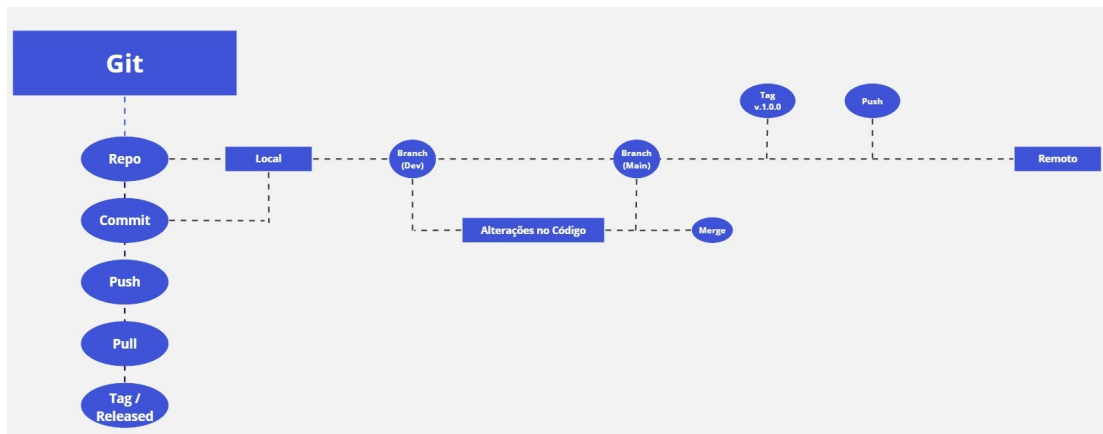 Git
Tag
v.1.0.0
Push
Repo
Local
Branch
(Dev)
Branch
(Main)
Remoto
Commit
Alterações no Código
Merge
Push
Pull
Tag /
Released